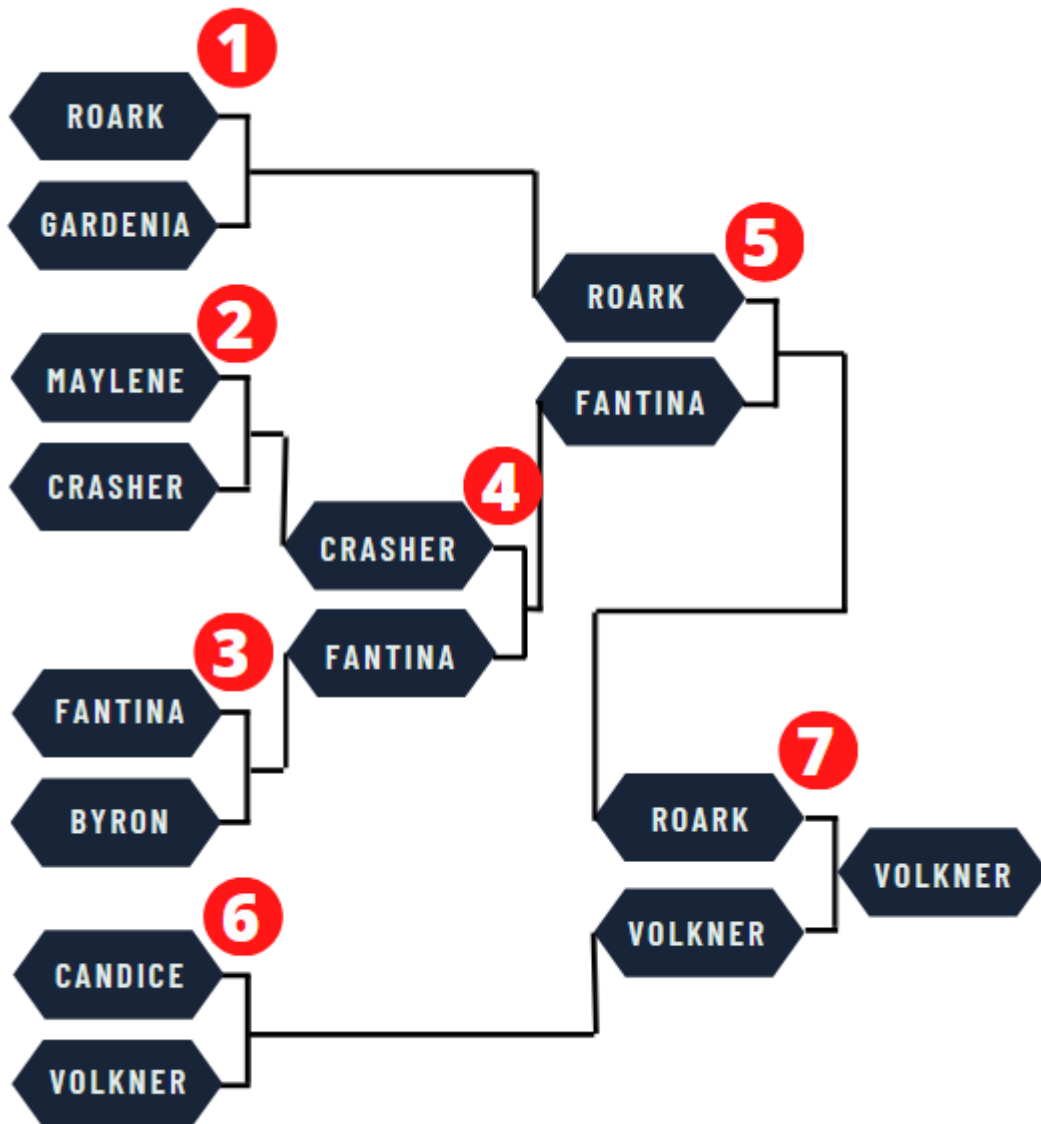 1
ROARK
GARDENIA
2
MAYLENE
CRASHER
3
FANTINA
BYRON
4
CRASHER
FANTINA
5
ROARK
FANTINA
6
CANDICE
VOLKNER
7
ROARK
VOLKNER
VOLKNER